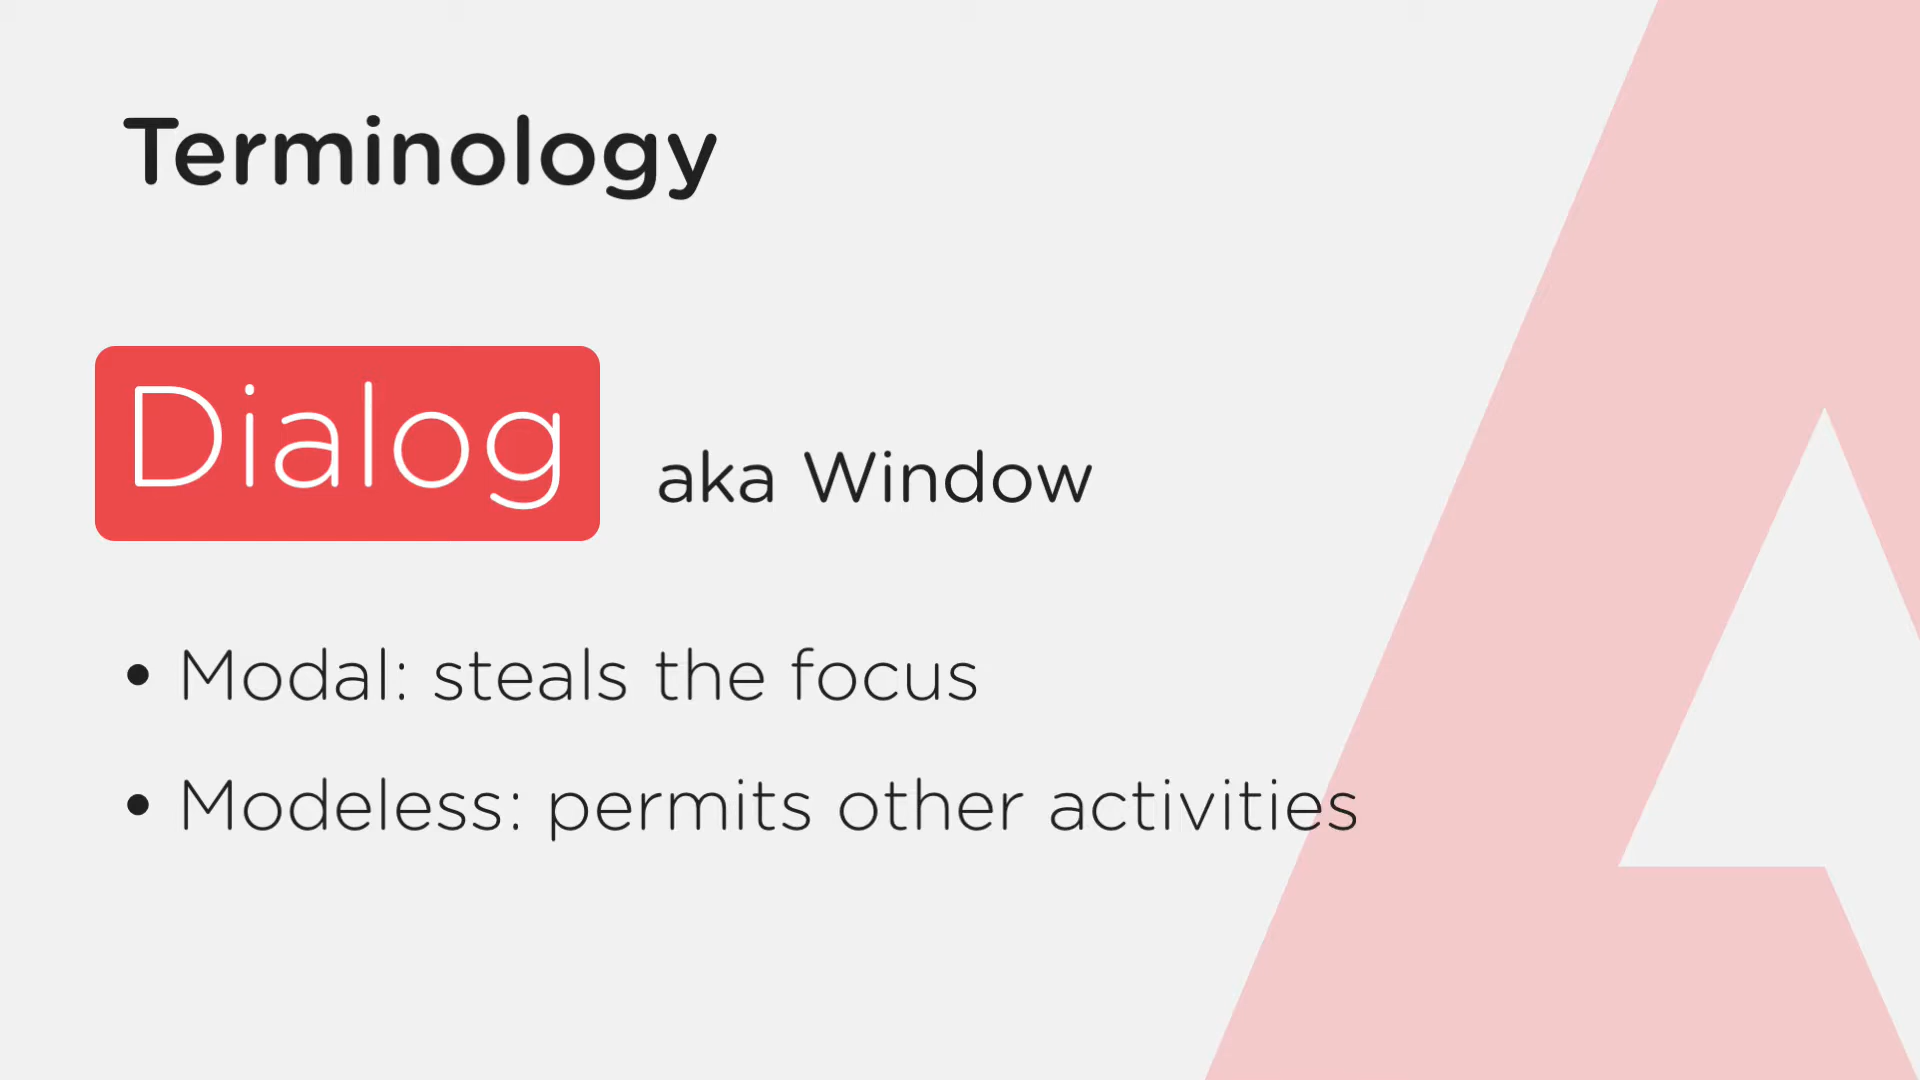 Terminology
Dialog aka Window
• Modal: steals the focus
• Modeless: permits other activities